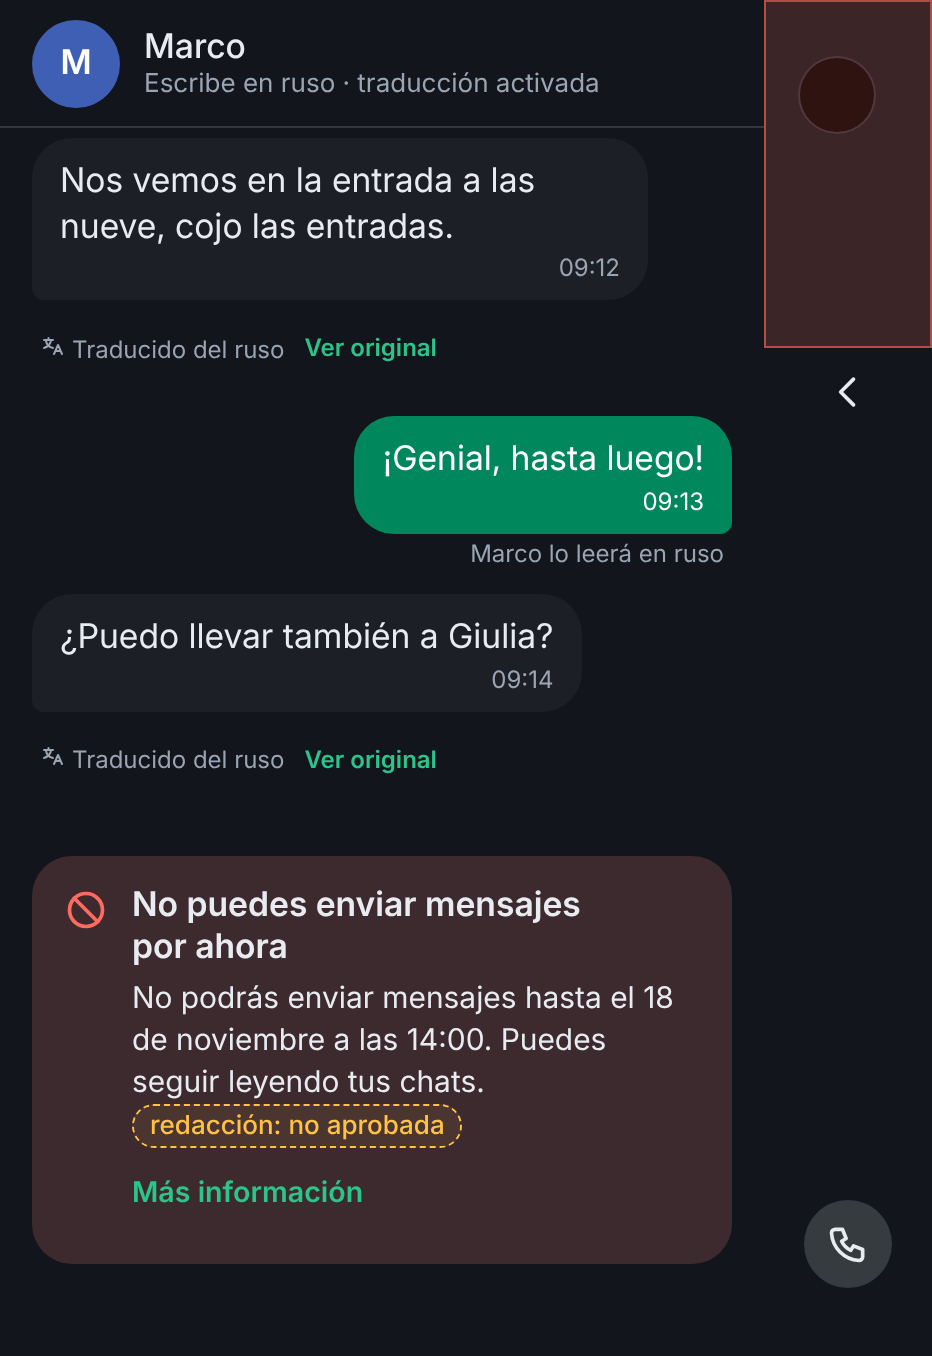 M
Marco
Escribe en ruso · traducción activada
Nos vemos en la entrada a las
nueve, cojo las entradas.
09:12
Traducido del ruso Ver original
¡Genial, hasta luego!
09:13
Marco lo leerá en ruso
¿Puedo llevar también a Giulia?
09:14
Traducido del ruso Ver original
No puedes enviar mensajes
por ahora
No podrás enviar mensajes hasta el 18
de noviembre a las 14:00. Puedes
seguir leyendo tus chats.
redacción: no aprobada
Más información